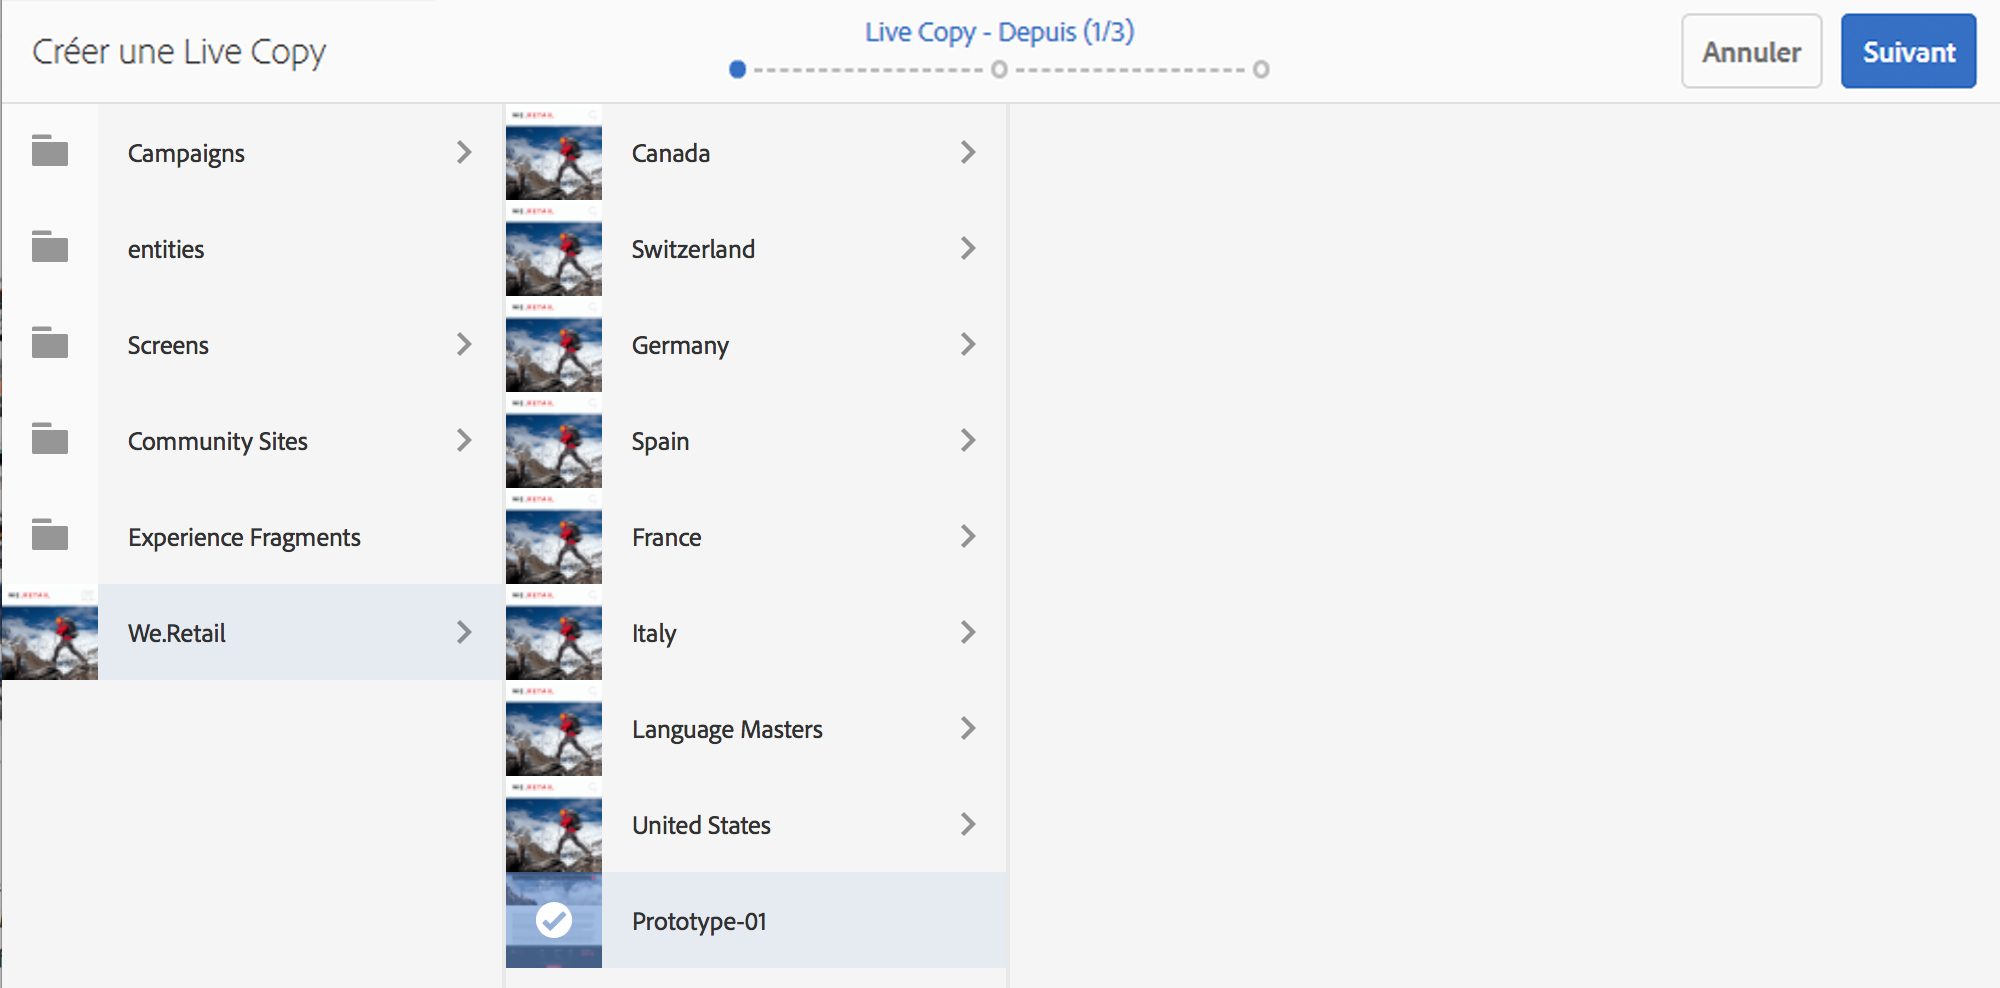 Créer une Live Copy
Live Copy - Depuis (1/3)
Annuler
Suivant
Campaigns
entities
Screens
Community Sites
Experience Fragments
We.Retail
Canada
Switzerland
Germany
Spain
France
Italy
Language Masters
United States
Prototype-01